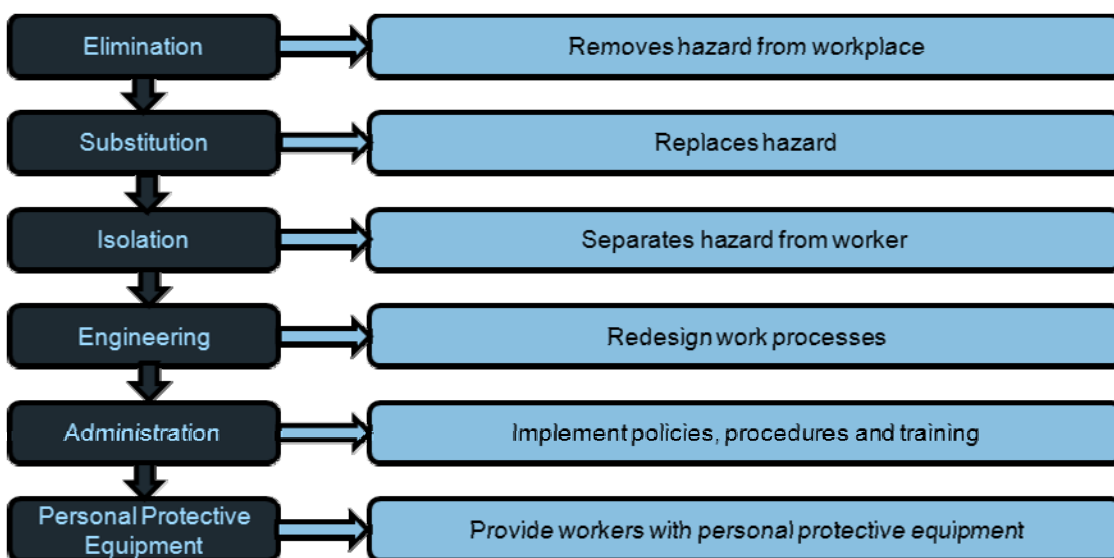 Elimination
Removes hazard from workplace
Substitution
Replaces hazard
Isolation
Separates hazard from worker
Engineering
Redesign work processes
Administration
Implement policies, procedures and training
Personal Protective
Equipment
Provide workers with personal protective equipment